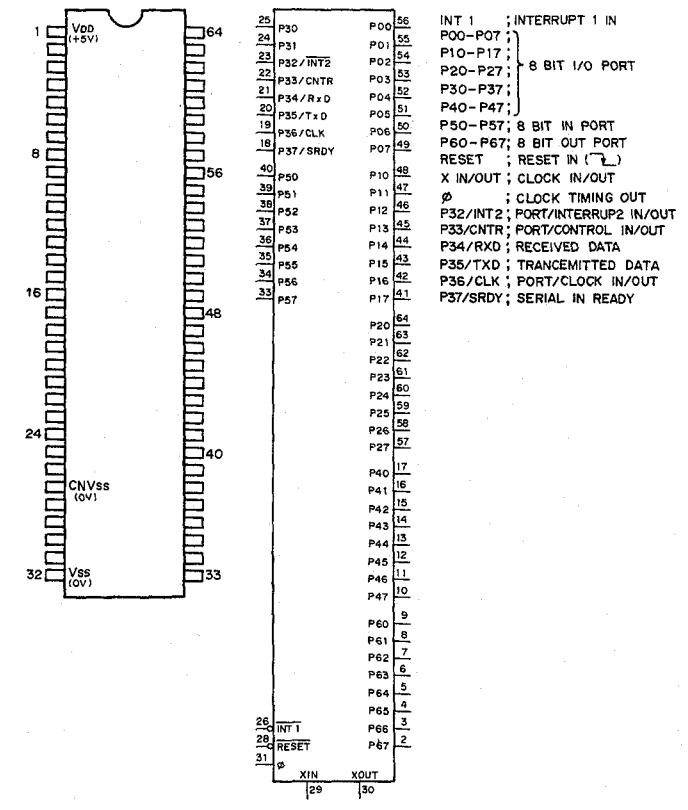 1 VDD 64
(+5V)
8
56
16
48
24
40
CNVss
(0V)
32 Vss 33
(0V)
25 P30 P00 56
24 P31 P01 55
23 P32/INT2 P02 54
22 P33/CNTR P03 53
21 P34/RxD P04 52
20 P35/TxD P05 51
19 P36/CLK P06 50
18 P37/SRDY P07 49
40 P50 P10 48
39 P51 P11 47
38 P52 P12 46
37 P53 P13 45
36 P54 P14 44
35 P55 P15 43
34 P56 P16 42
33 P57 P17 41
P20 64
P21 63
P22 62
P23 61
P24 60
P25 59
P26 58
P27 57
P40 17
P41 16
P42 15
P43 14
P44 13
P45 12
P46 11
P47 10
P60 9
P61 8
P62 7
P63 6
P64 5
P65 4
26 INT 1 P66 3
28 RESET P67 2
31 ø
XIN XOUT
29 30
INT 1 ; INTERRUPT 1 IN
P00-P07;
P10-P17;
P20-P27; 8 BIT I/O PORT
P30-P37;
P40-P47;
P50-P57; 8 BIT IN PORT
P60-P67; 8 BIT OUT PORT
RESET ; RESET IN ( )
X IN/OUT ; CLOCK IN/OUT
ø ; CLOCK TIMING OUT
P32/INT2; PORT/INTERRUP2 IN/OUT
P33/CNTR; PORT/CONTROL IN/OUT
P34/RXD ; RECEIVED DATA
P35/TXD ; TRANCEMITTED DATA
P36/CLK ; PORT/CLOCK IN/OUT
P37/SRDY; SERIAL IN READY